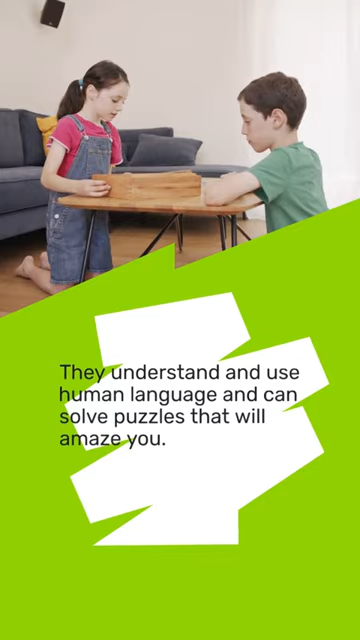 They understand and use
human language and can
solve puzzles that will
amaze you.